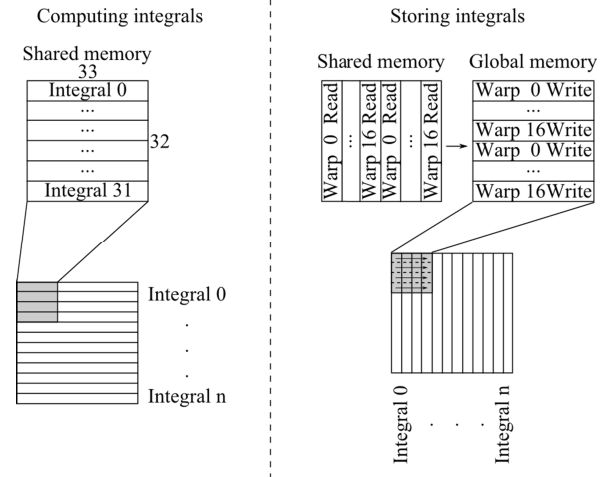 Computing integrals
Shared memory
33
Integral 0
...
...
...
...
Integral 31
32
Integral 0
.
.
.
Integral n
Storing integrals
Shared memory
Warp 0 Read
...
Warp 16 Read
Warp 0 Read
...
Warp 16 Read
Global memory
Warp 0 Write
...
Warp 16Write
Warp 0 Write
...
Warp 16Write
Integral 0
. . .
Integral n